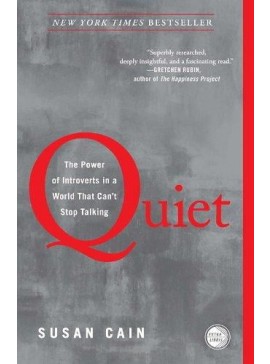 NEW YORK TIMES BESTSELLER
"Superbly researched,
deeply insightful, and a fascinating read."
—GRETCHEN RUBIN,
author of The Happiness Project
The Power
of Introverts in a
World That Can't
Stop Talking
Quiet
SUSAN CAIN